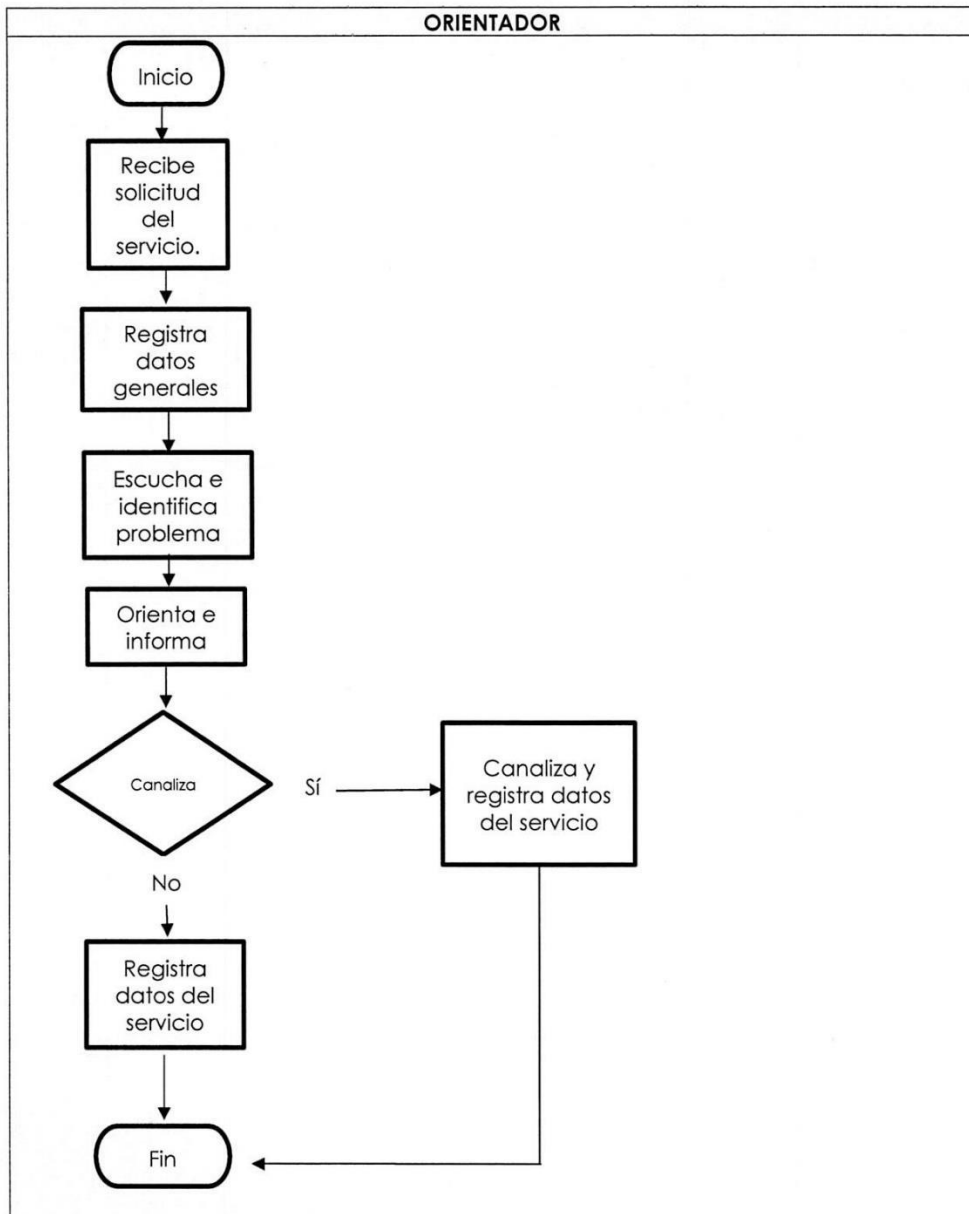 ORIENTADOR
Inicio
Recibe
solicitud
del
servicio.
Registra
datos
generales
Escucha e
identifica
problema
Orienta e
informa
Canaliza
Sí
Canaliza y
registra datos
del servicio
No
Registra
datos del
servicio
Fin